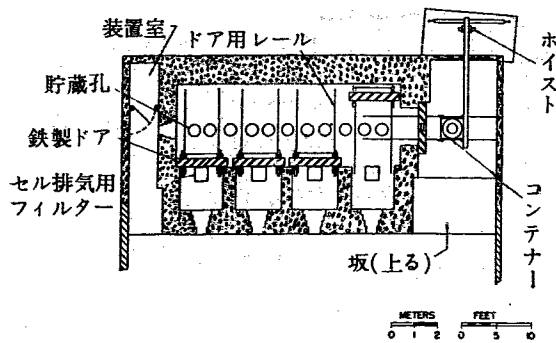 装置室
ドア用レール
ホイスト
貯蔵孔
鉄製ドア
セル排気用
フィルター
コンテナー
坂(上る)
METERS
0 1 2
FEET
0 5 10